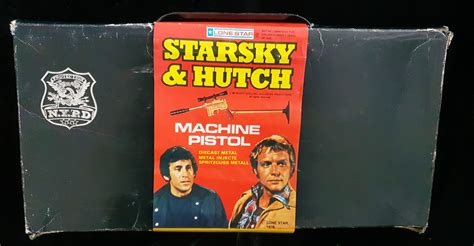 LONE STAR
STARSKY
& HUTCH
MACHINE
PISTOL
DIECAST METAL
METAL INJECTE
SPRITZGUSS METALL
LONE STAR
1976
N.Y.P.D